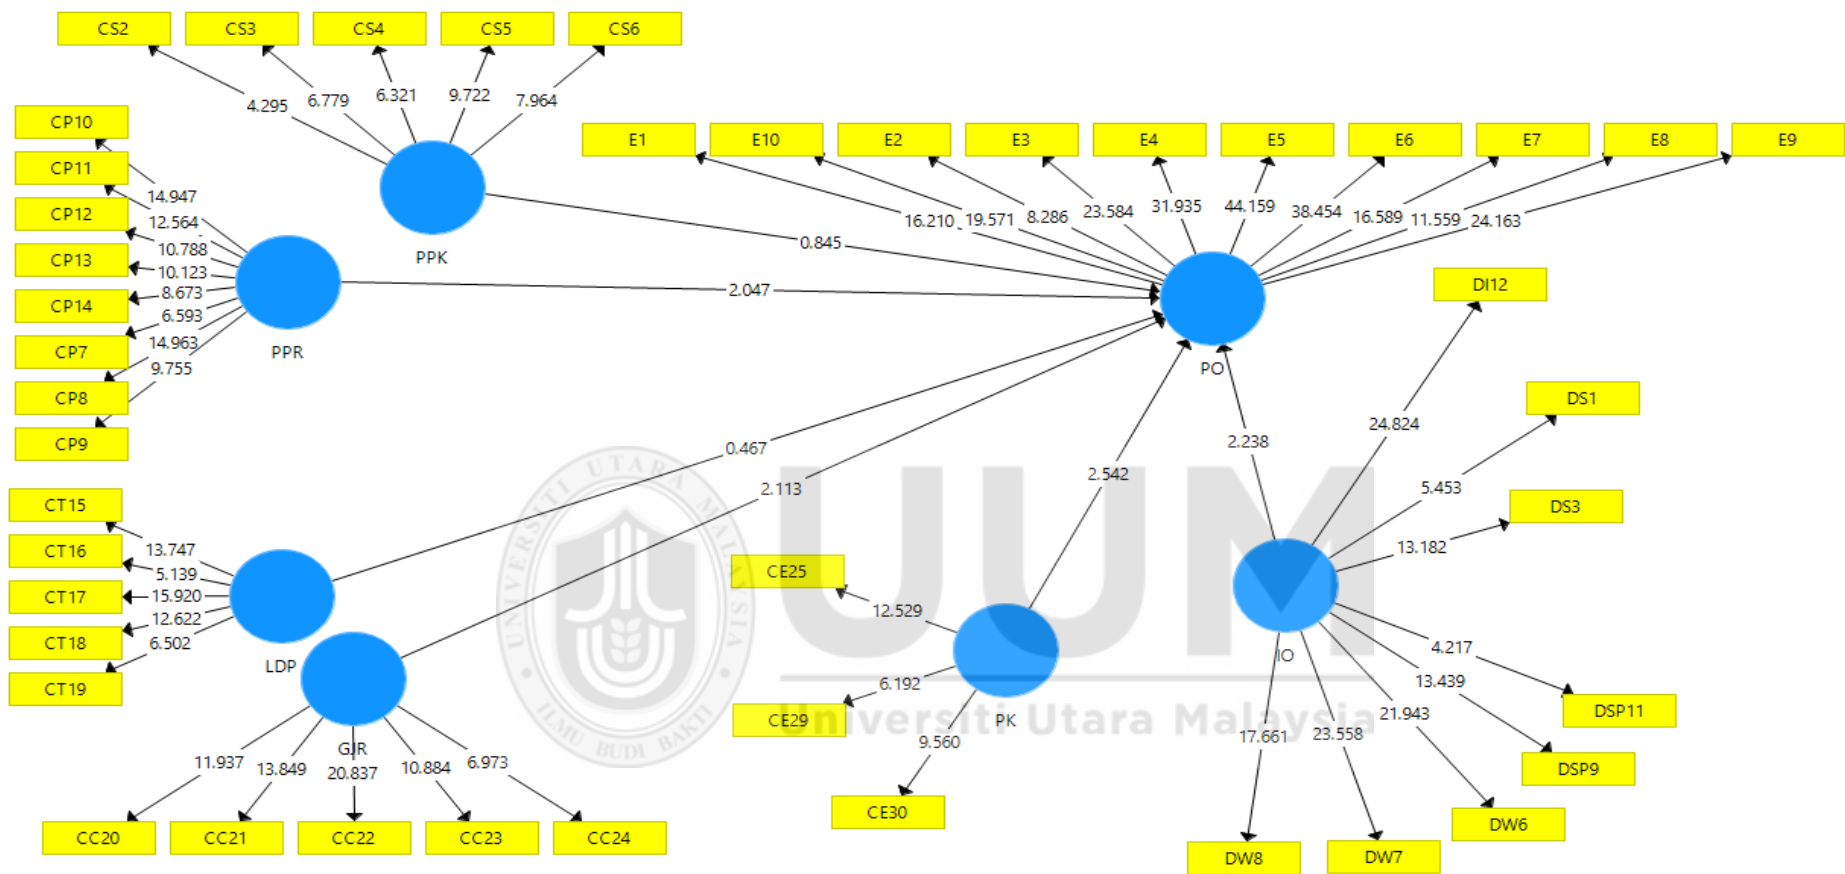 CS2 CS3 CS4 CS5 CS6
4.295 6.779 6.321 9.722 7.964
PPK
CP10
CP11
CP12
CP13
CP14
CP7
CP8
CP9
14.947
12.564
10.788
10.123
8.673
6.593
14.963
9.755
PPR
E1 E10 E2 E3 E4 E5 E6 E7 E8 E9
16.210 19.571 8.286 23.584 31.935 44.159 38.454 16.589 11.559 24.163
PO
0.845
2.047
0.467
2.113
2.542
2.238
CT15
CT16
CT17
CT18
CT19
13.747
5.139
15.920
12.622
6.502
LDP
GJR
11.937 13.849 20.837 10.884 6.973
CC20 CC21 CC22 CC23 CC24
CE25
CE29
CE30
12.529
6.192
9.560
PK
DI12
DS1
DS3
DSP11
DSP9
DW6
DW7
DW8
24.824
5.453
13.182
4.217
13.439
21.943
23.558
17.661
IO
UNIVERSITI UTARA MALAYSIA
ILMU BUDI BAKTI
UUM
Universiti Utara Malaysia